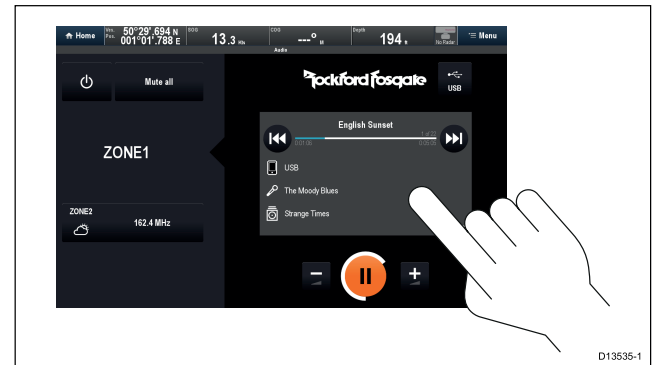 Home
Ves. Pos. 50°29'.694 N 001°01'.788 E
SOG 13.3 kts
COG ---° M
Depth 194 ft
No Radar
Menu
Audio
Mute all
Rockford Fosgate
USB
ZONE1
English Sunset
1 of 22
0:01:06
0:05:05
USB
The Moody Blues
Strange Times
ZONE2
162.4 MHz
D13535-1